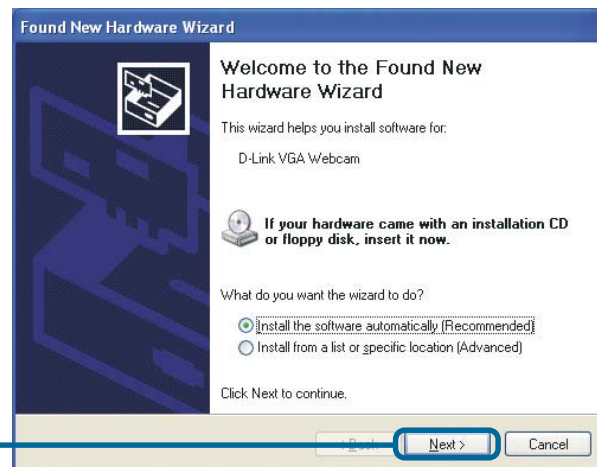 Found New Hardware Wizard
Welcome to the Found New
Hardware Wizard
This wizard helps you install software for:
D-Link VGA Webcam
If your hardware came with an installation CD
or floppy disk, insert it now.
What do you want the wizard to do?
Install the software automatically (Recommended)
Install from a list or specific location (Advanced)
Click Next to continue.
Next > Cancel